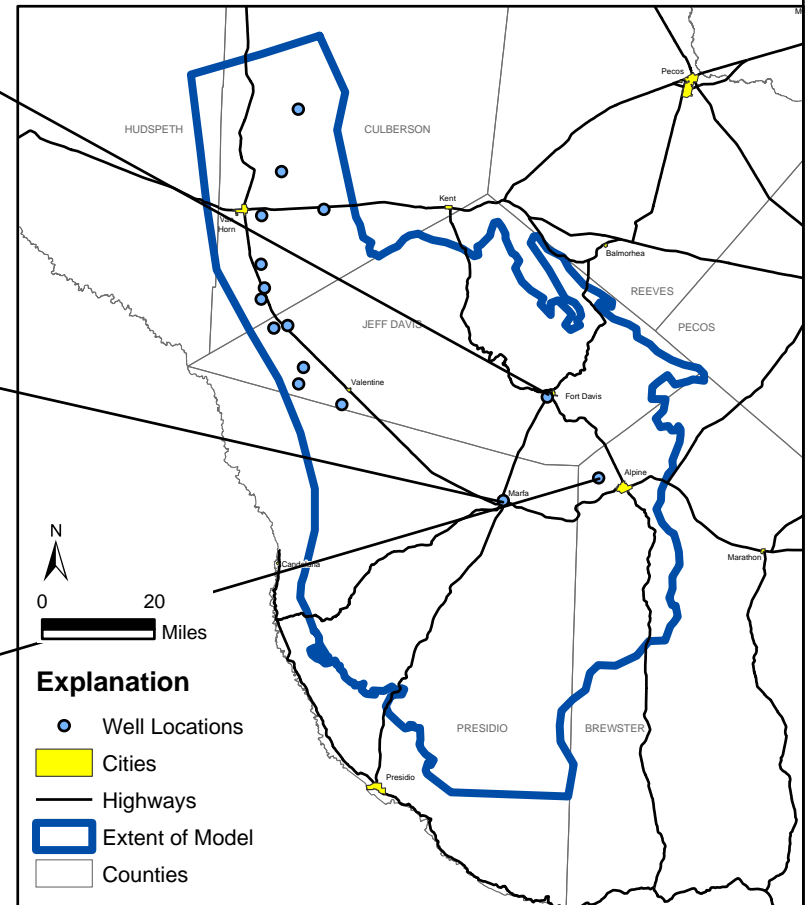 Pecos
HUDSPETH
CULBERSON
Kent
Van
Horn
Balmorhea
REEVES
JEFF DAVIS
PECOS
Valentine
Fort Davis
Alpine
Marfa
N
Marathon
Candelaria
0 20
Miles
Explanation
Well Locations
Cities
PRESIDIO
BREWSTER
Presidio
Highways
Extent of Model
Counties